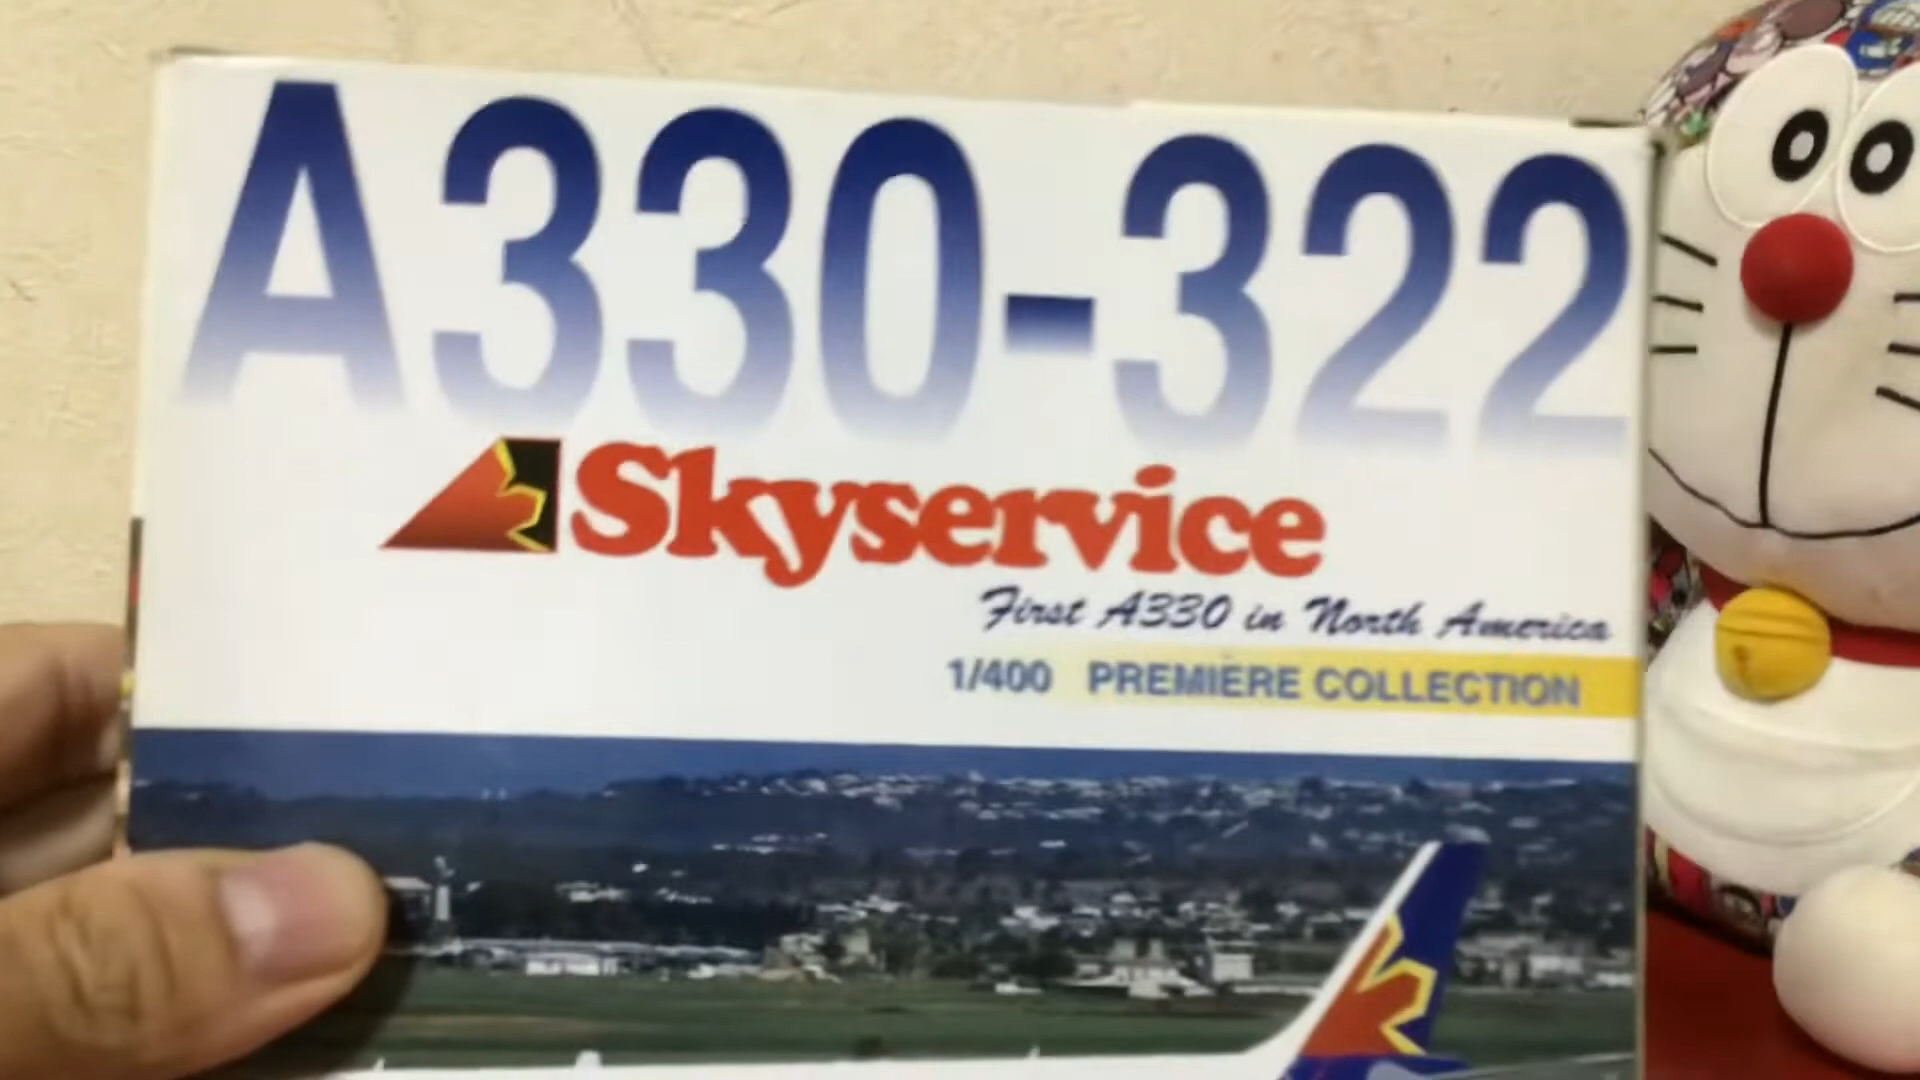 A330-322
Skyservice
First A330 in North America
1/400 PREMIERE COLLECTION